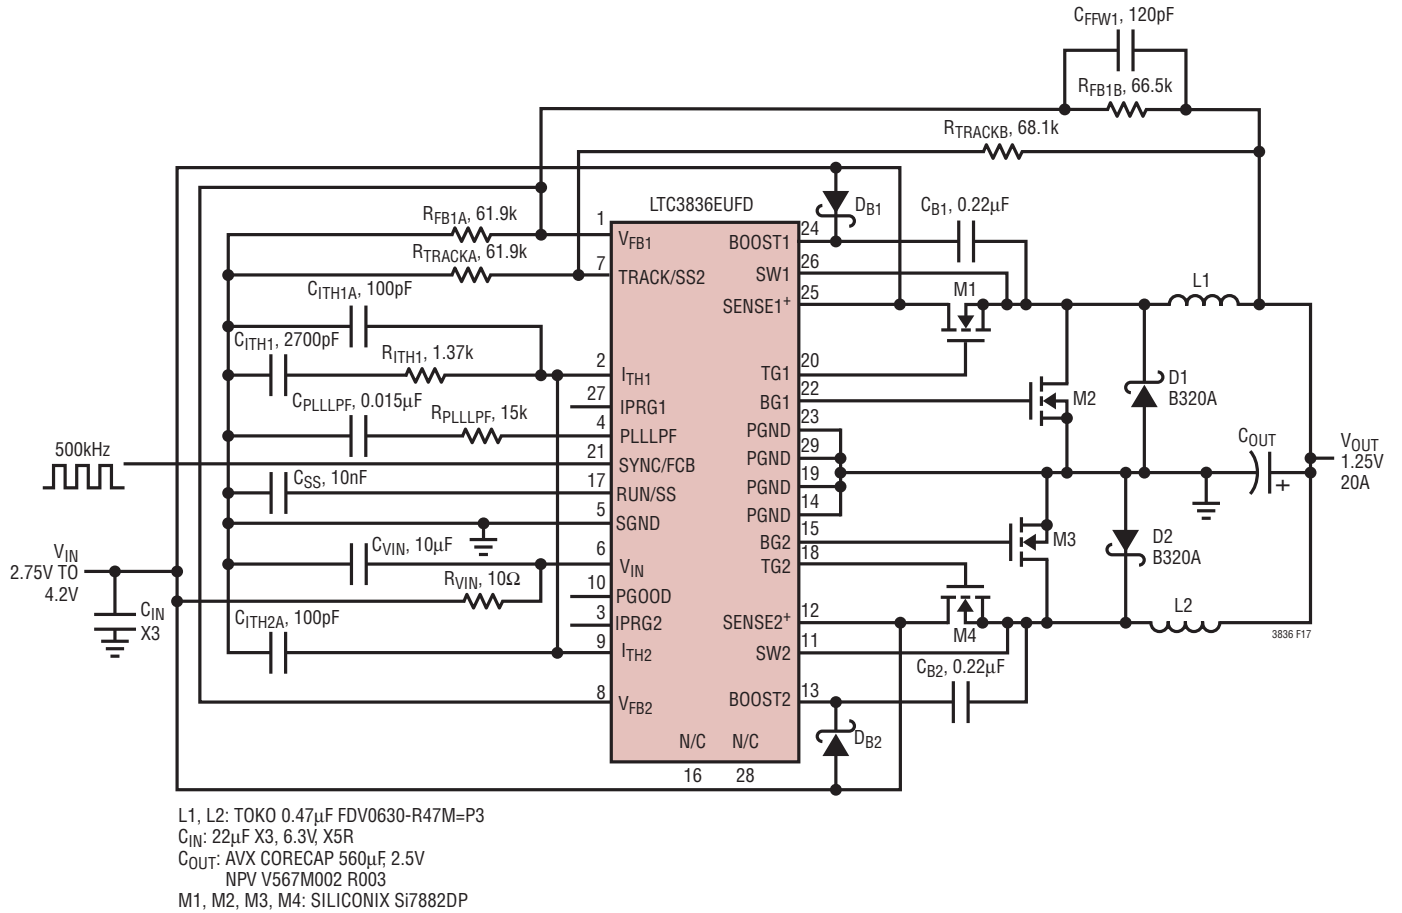 CFFW1, 120pF
RFB1B, 66.5k
RTRACKB, 68.1k
LTC3836EUFD
DB1
CB1, 0.22µF
RFB1A, 61.9k
1
VFB1
BOOST1
24
RTRACKA, 61.9k
7
TRACK/SS2
SW1
26
CITH1A, 100pF
SENSE1+
25
M1
L1
CITH1, 2700pF
RITH1, 1.37k
2
ITH1
TG1
20
27
IPRG1
BG1
22
M2
D1
B320A
CPLLLPF, 0.015µF
RPLLLPF, 15k
4
PLLLPF
PGND
23
500kHz
21
SYNC/FCB
PGND
29
COUT
+
VOUT
1.25V
20A
CSS, 10nF
17
RUN/SS
PGND
19
5
SGND
PGND
14
BG2
15
M3
D2
B320A
VIN
2.75V TO
4.2V
CVIN, 10µF
6
VIN
TG2
18
RVIN, 10Ω
10
PGOOD
CIN
X3
CITH2A, 100pF
3
IPRG2
SENSE2+
12
M4
L2
3836 F17
9
ITH2
SW2
11
CB2, 0.22µF
8
VFB2
BOOST2
13
DB2
N/C N/C
16 28
L1, L2: TOKO 0.47µF FDV0630-R47M=P3
CIN: 22µF X3, 6.3V, X5R
COUT: AVX CORECAP 560µF, 2.5V
NPV V567M002 R003
M1, M2, M3, M4: SILICONIX Si7882DP